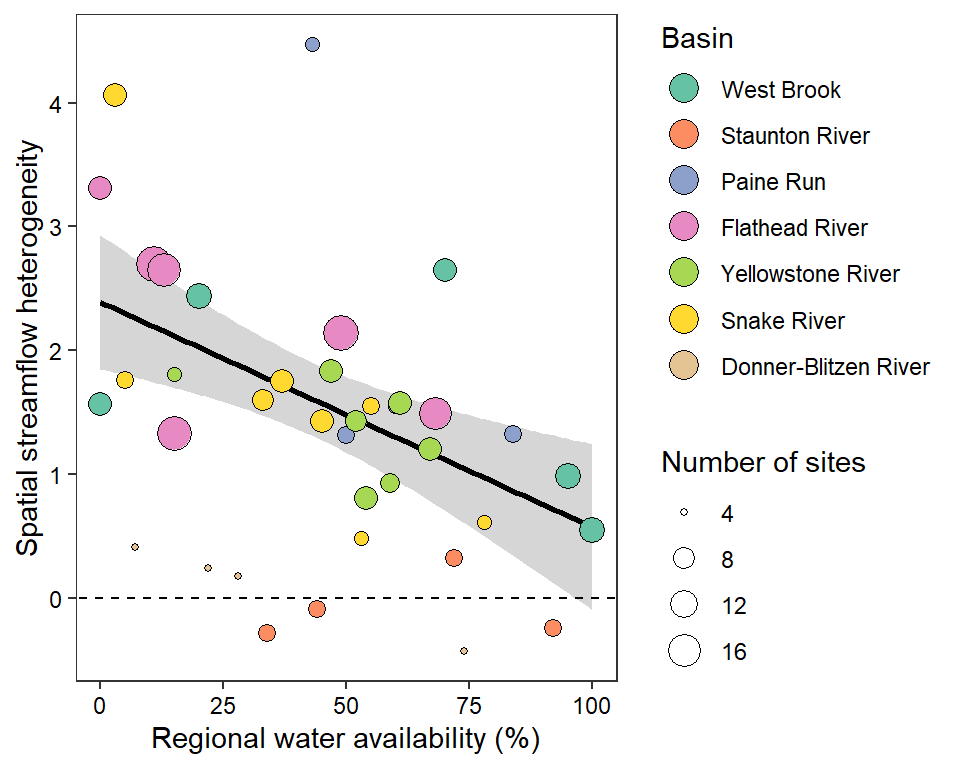 Spatial streamflow heterogeneity
4
3
2
1
0
0 25 50 75 100
Regional water availability (%)
Basin
West Brook
Staunton River
Paine Run
Flathead River
Yellowstone River
Snake River
Donner-Blitzen River
Number of sites
4
8
12
16